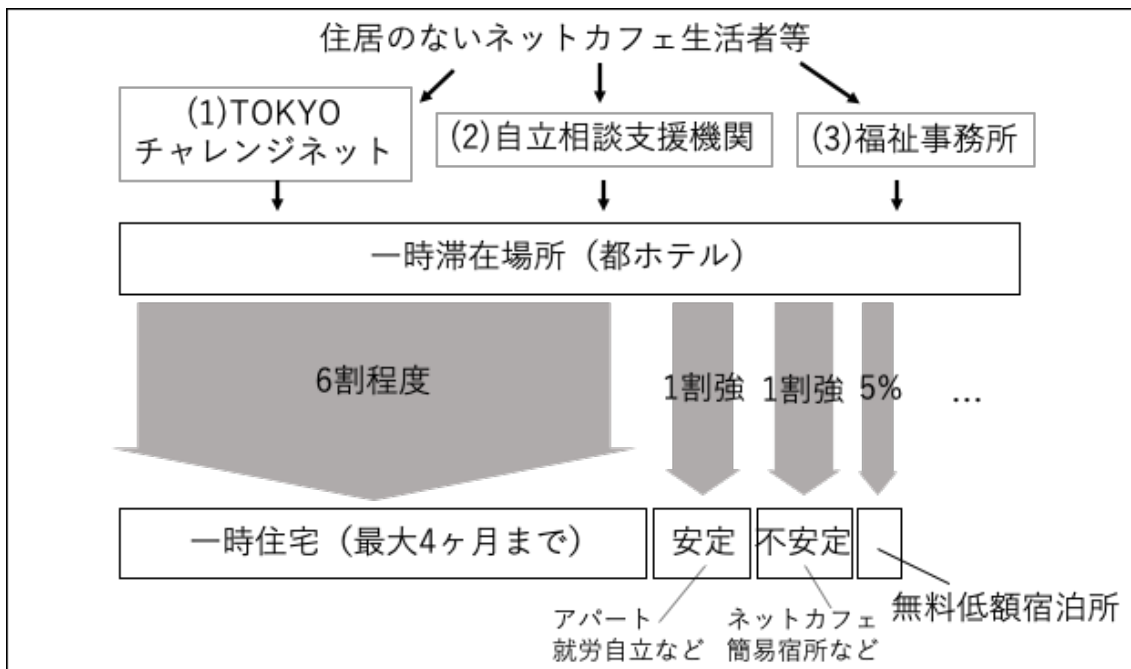 住居のないネットカフェ生活者等
(1)TOKYO
チャレンジネット
(2)自立相談支援機関
(3)福祉事務所
一時滞在場所（都ホテル）
6割程度
1割強
1割強
5%
…
一時住宅（最大4ヶ月まで）
安定
不安定
アパート
就労自立など
ネットカフェ
簡易宿所など
無料低額宿泊所